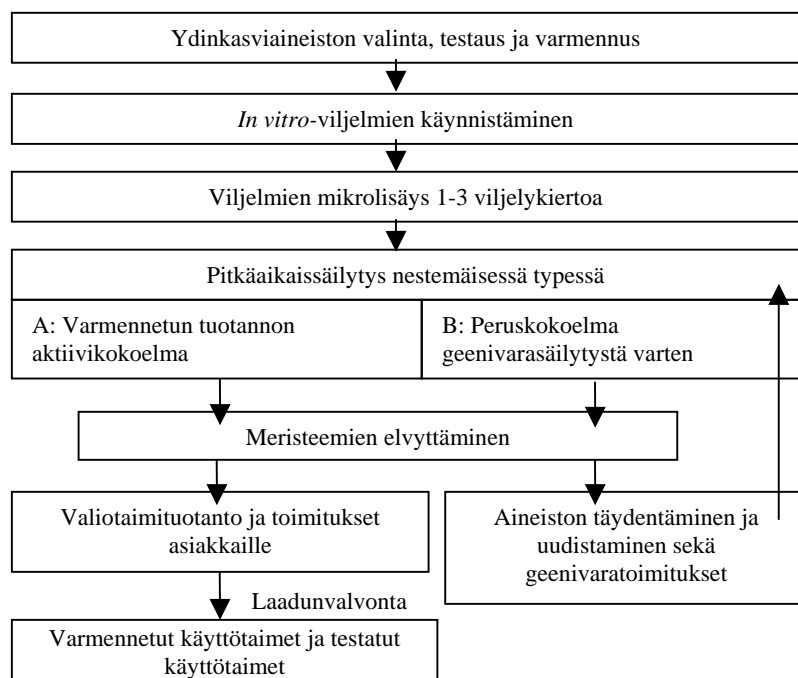 Ydinkasviaineiston valinta, testaus ja varmennus
In vitro-viljelmien käynnistäminen
Viljelmien mikrolisäys 1-3 viljelykiertoa
Pitkäaikaissäilytys nestemäisessä typessä
A: Varmennetun tuotannon
aktiivikokoelma
B: Peruskokoelma
geenivarasäilytystä varten
Meristeemien elvyttäminen
Valiotaimituotanto ja toimitukset
asiakkaille
Aineiston täydentäminen ja
uudistaminen sekä
geenivaratoimitukset
Laadunvalvonta
Varmennetut käyttötaimet ja testatut
käyttötaimet